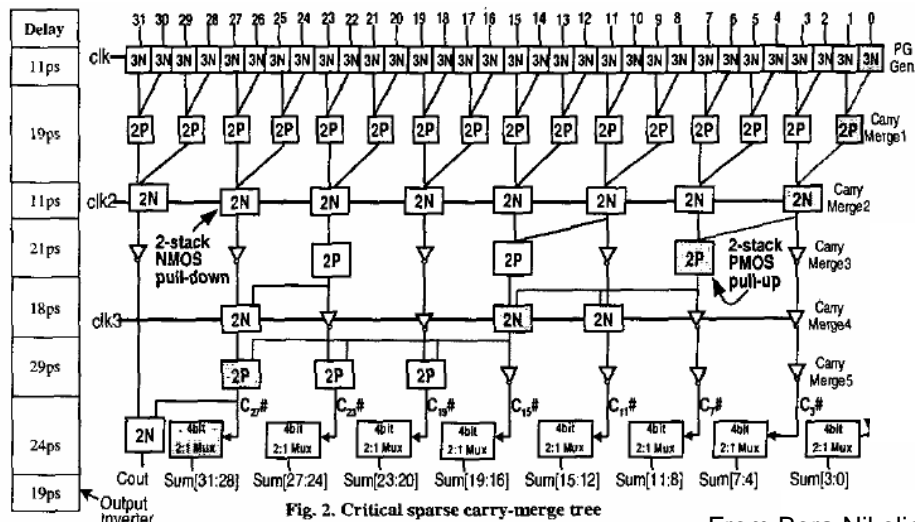 Delay
31 30 29 28 27 26 25 24 23 22 21 20 19 18 17 16 15 14 13 12 11 10 9 8 7 6 5 4 3 2 1 0
11ps
clk
3N 3N 3N 3N 3N 3N 3N 3N 3N 3N 3N 3N 3N 3N 3N 3N 3N 3N 3N 3N 3N 3N 3N 3N 3N 3N 3N 3N 3N 3N 3N 3N
PG
Gen.
19ps
2P 2P 2P 2P 2P 2P 2P 2P 2P 2P 2P 2P 2P 2P 2P 2P
Carry
Merge1
11ps
clk2
2N 2N 2N 2N 2N 2N 2N 2N
Carry
Merge2
21ps
2-stack
NMOS
pull-down
2P 2P 2P
2-stack
PMOS
pull-up
Carry
Merge3
18ps
clk3
2N 2N 2N
Carry
Merge4
29ps
2P 2P 2P
Carry
Merge5
C27# C23# C19# C15# C11# C7# C3#
24ps
2N
4bit 4bit 4bit 4bit 4bit 4bit 4bit 4bit
2:1 Mux 2:1 Mux 2:1 Mux 2:1 Mux 2:1 Mux 2:1 Mux 2:1 Mux 2:1 Mux
Cout Sum[31:28] Sum[27:24] Sum[23:20] Sum[19:16] Sum[15:12] Sum[11:8] Sum[7:4] Sum[3:0]
19ps
Output
Inverter
Fig. 2. Critical sparse carry-merge tree
From Bora